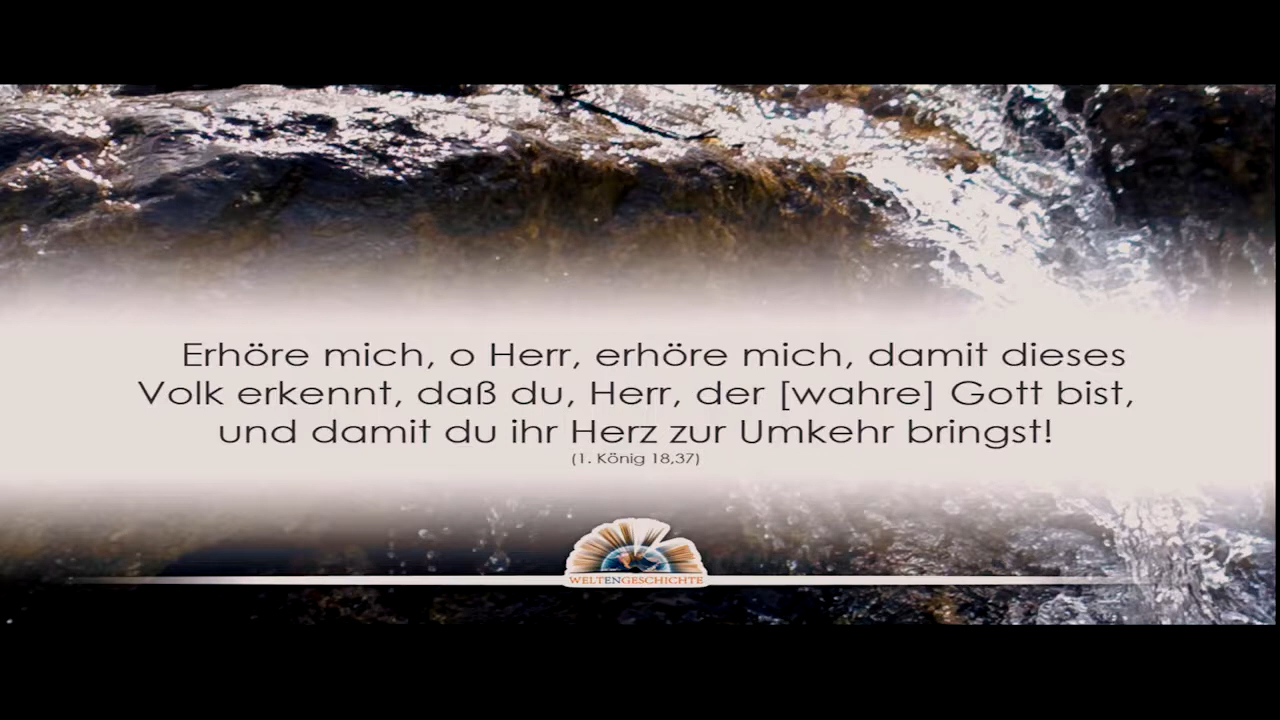 Erhöre mich, o Herr, erhöre mich, damit dieses
Volk erkennt, daß du, Herr, der [wahre] Gott bist,
und damit du ihr Herz zur Umkehr bringst!
(1. König 18,37)
WELTENGESCHICHTE